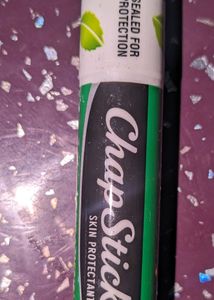 SEALED FOR
PROTECTION
ChapStick
SKIN PROTECTANT